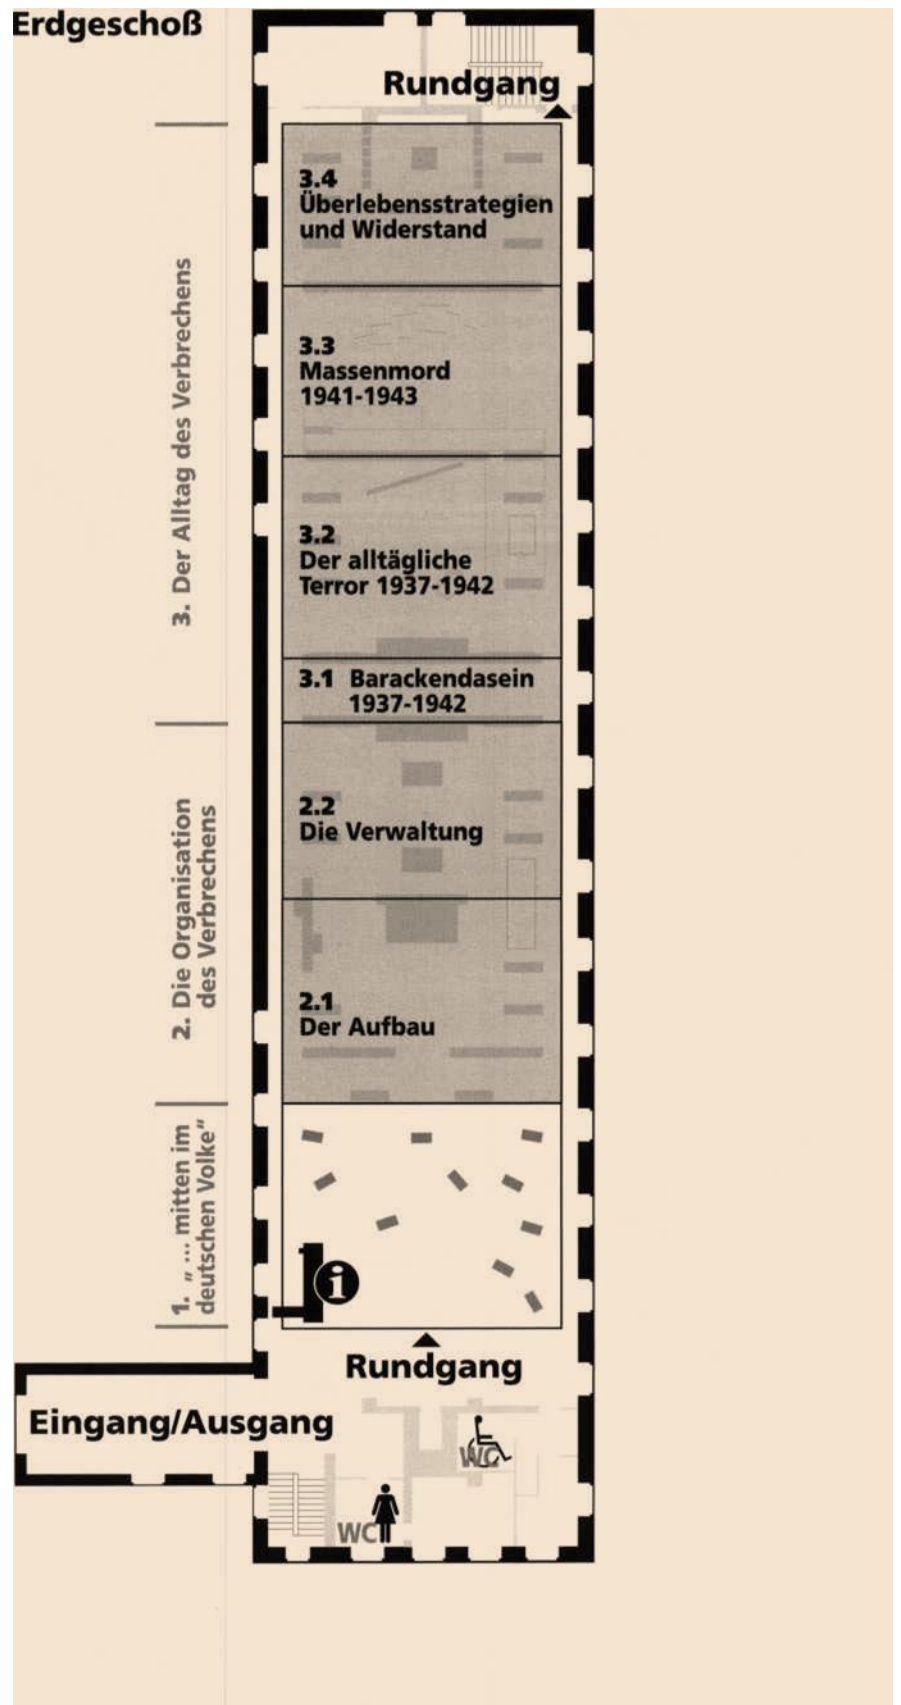 Erdgeschoß
Rundgang
3.4
Überlebensstrategien
und Widerstand
3.3
Massenmord
1941-1943
3.2
Der alltägliche
Terror 1937-1942
3.1 Barackendasein
1937-1942
3. Der Alltag des Verbrechens
2.2
Die Verwaltung
2.1
Der Aufbau
2. Die Organisation
des Verbrechens
1. „ ... mitten im
deutschen Volke“
i
Rundgang
Eingang/Ausgang
WC
WC